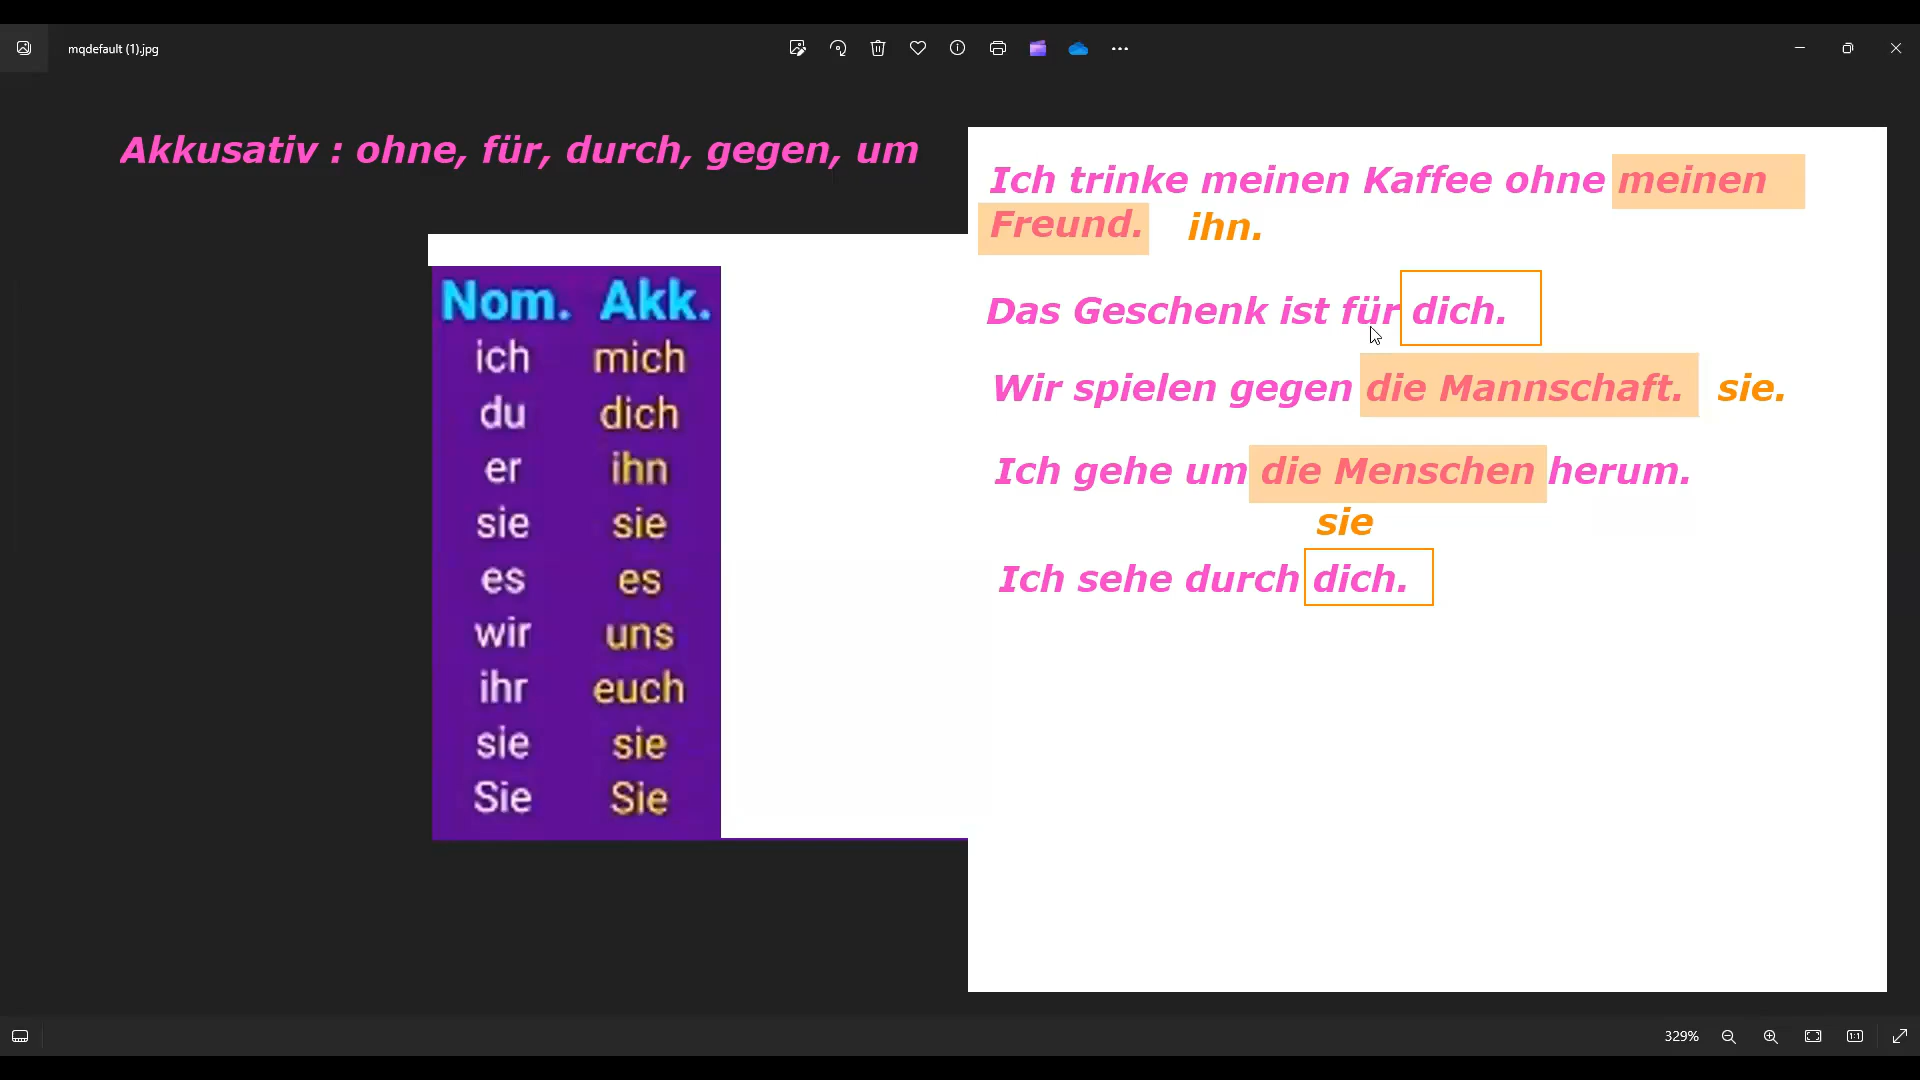 mqdefault (1).jpg
Akkusativ : ohne, für, durch, gegen, um
Nom. Akk.
ich mich
du dich
er ihn
sie sie
es es
wir uns
ihr euch
sie sie
Sie Sie
Ich trinke meinen Kaffee ohne meinen
Freund. ihn.
Das Geschenk ist für dich.
Wir spielen gegen die Mannschaft. sie.
Ich gehe um die Menschen herum.
sie
Ich sehe durch dich.
329% 1:1